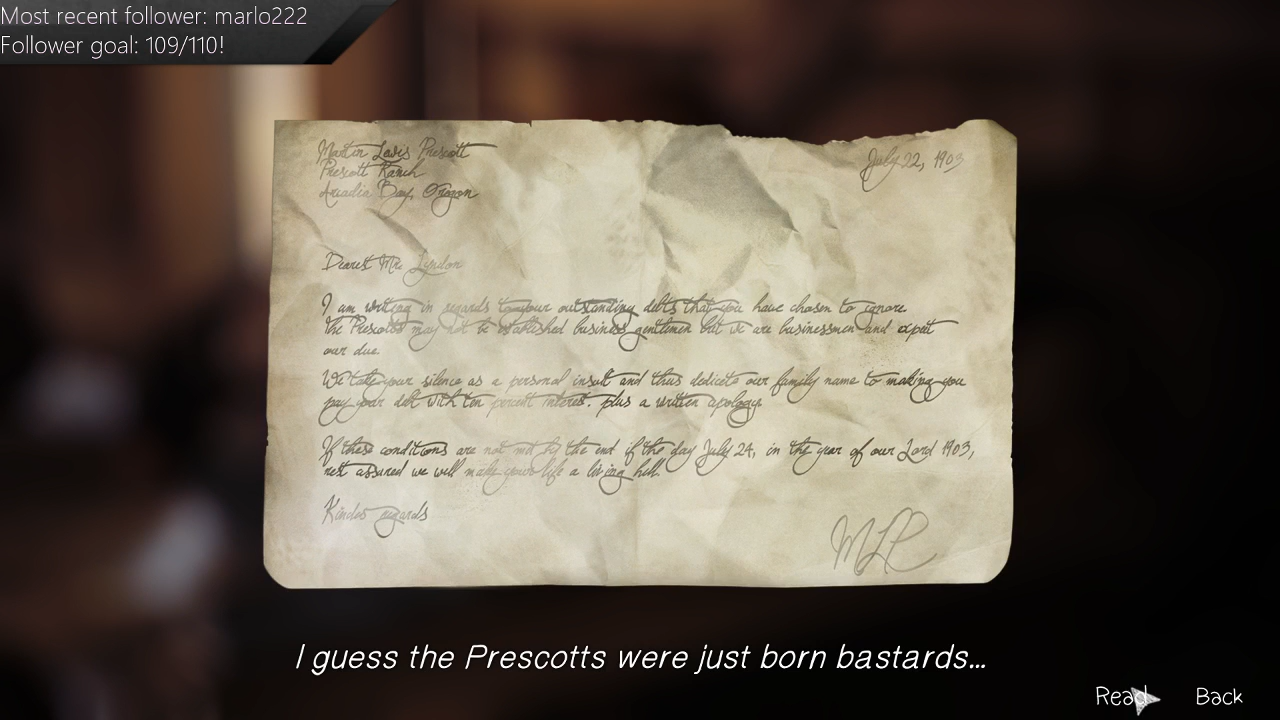 Most recent follower: marlo222
Follower goal: 109/110!
Martin Lewis Prescott
Prescott Ranch
Arcadia Bay, Oregon
July 22, 1903
Dearest Mr. Lyndon
I am writing in regards to your outstanding debts that you have chosen to ignore.
The Prescotts may not be established business gentlemen but we are businessmen and expect
our due.
We take your silence as a personal insult and thus dedicate our family name to making you
pay your debt with ten percent interest, plus a written apology.
If these conditions are not met by the end if the day July 24, in the year of our Lord 1903,
rest assured we will make your life a living hell.
Kindest regards
MLP
I guess the Prescotts were just born bastards...
Read Back